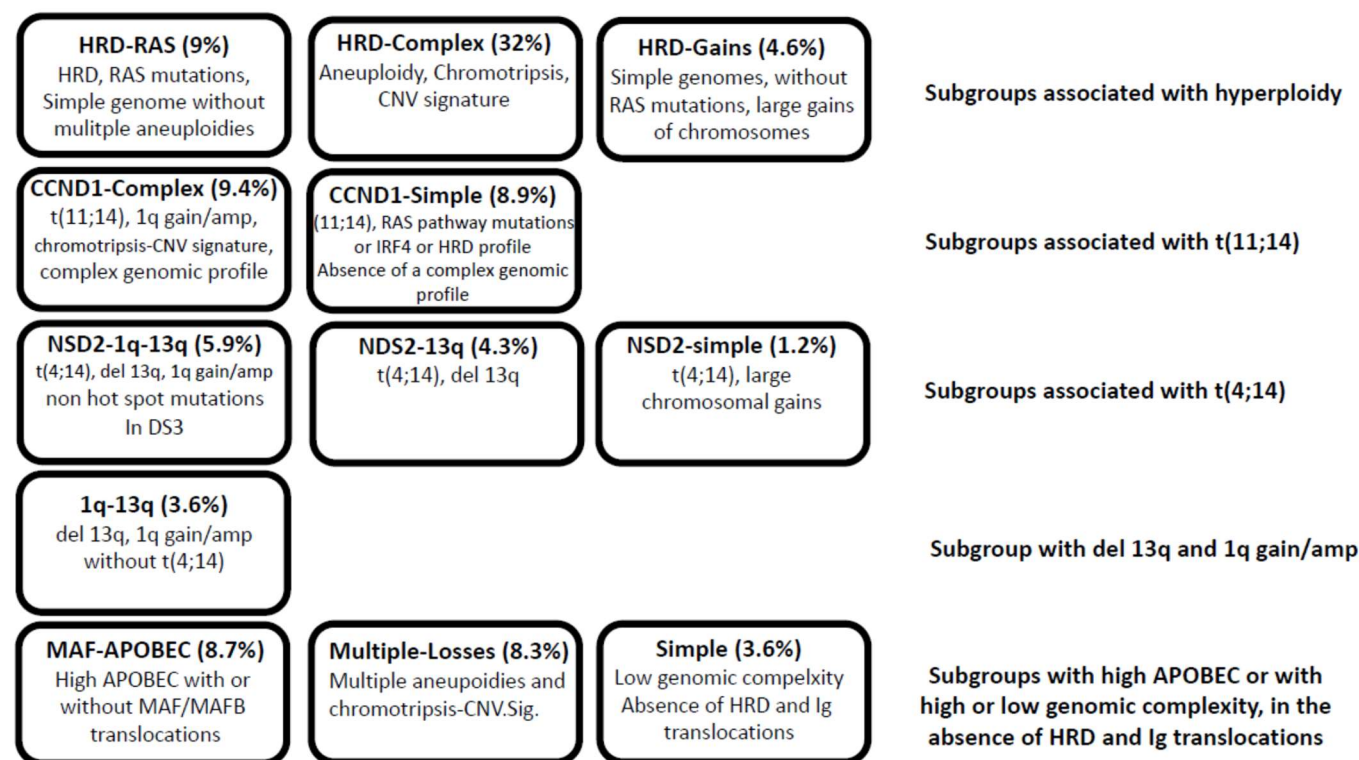 HRD-RAS (9%)
HRD, RAS mutations,
Simple genome without
mulitple aneuploidies
HRD-Complex (32%)
Aneuploidy, Chromotripsis,
CNV signature
HRD-Gains (4.6%)
Simple genomes, without
RAS mutations, large gains
of chromosomes
Subgroups associated with hyperploidy
CCND1-Complex (9.4%)
t(11;14), 1q gain/amp,
chromotripsis-CNV signature,
complex genomic profile
CCND1-Simple (8.9%)
(11;14), RAS pathway mutations
or IRF4 or HRD profile
Absence of a complex genomic
profile
Subgroups associated with t(11;14)
NSD2-1q-13q (5.9%)
t(4;14), del 13q, 1q gain/amp
non hot spot mutations
In DS3
NDS2-13q (4.3%)
t(4;14), del 13q
NSD2-simple (1.2%)
t(4;14), large
chromosomal gains
Subgroups associated with t(4;14)
1q-13q (3.6%)
del 13q, 1q gain/amp
without t(4;14)
Subgroup with del 13q and 1q gain/amp
MAF-APOBEC (8.7%)
High APOBEC with or
without MAF/MAFB
translocations
Multiple-Losses (8.3%)
Multiple aneupoidies and
chromotripsis-CNV.Sig.
Simple (3.6%)
Low genomic compelxity
Absence of HRD and Ig
translocations
Subgroups with high APOBEC or with
high or low genomic complexity, in the
absence of HRD and Ig translocations